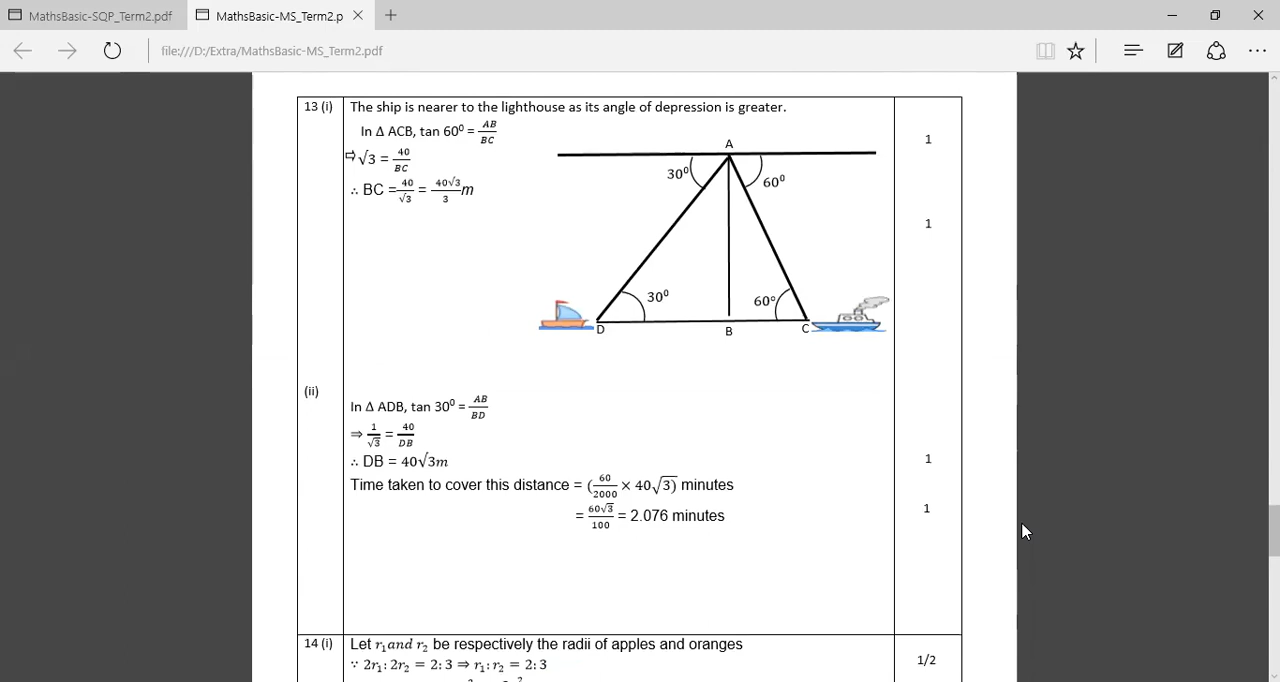 MathsBasic-SQP_Term2.pdf
MathsBasic-MS_Term2.p
file:///D:/Extra/MathsBasic-MS_Term2.pdf
13 (i) The ship is nearer to the lighthouse as its angle of depression is greater.
In Δ ACB, tan 60⁰ = AB/BC
1
⇨ √3 = 40/BC
∴ BC = 40/√3 = 40√3/3 m
1
A
30⁰ 60⁰
30⁰ 60°
D B C
(ii)
In Δ ADB, tan 30⁰ = AB/BD
⇒ 1/√3 = 40/DB
∴ DB = 40√3m
1
Time taken to cover this distance = (60/2000 × 40√3) minutes
= 60√3/100 = 2.076 minutes
1
14 (i) Let r₁ and r₂ be respectively the radii of apples and oranges
∵ 2r₁: 2r₂ = 2: 3 ⇒ r₁: r₂ = 2: 3
1/2